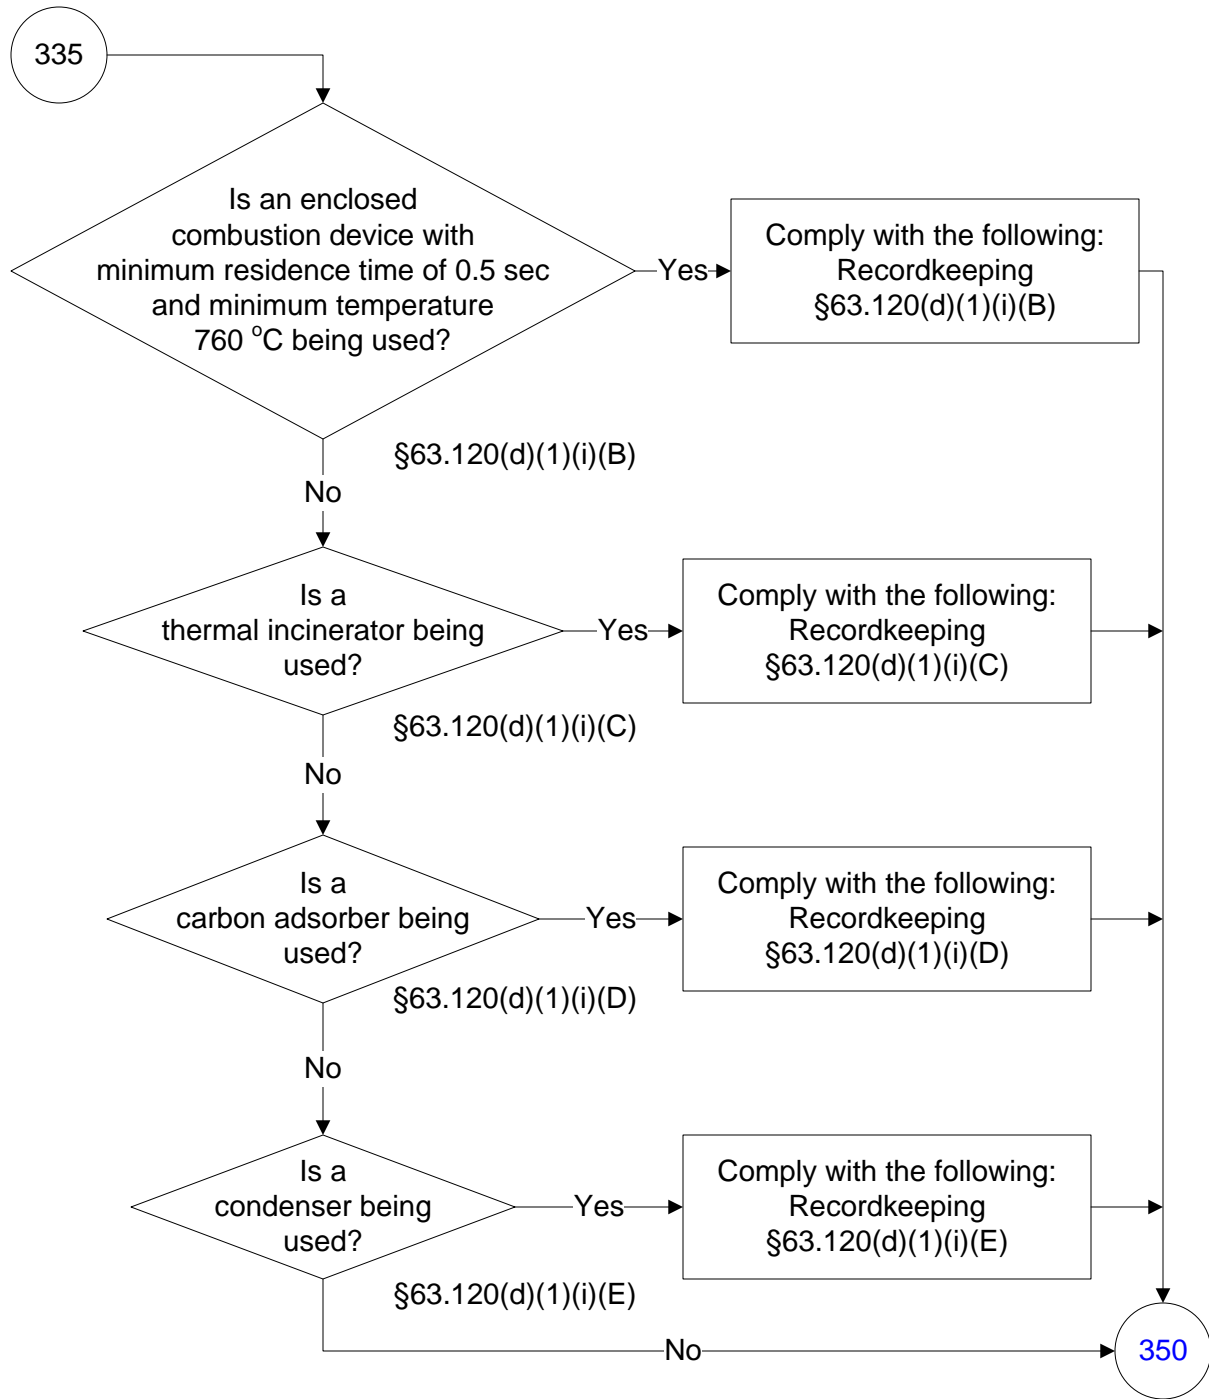 335
Is an enclosed
combustion device with
minimum residence time of 0.5 sec
and minimum temperature
760 °C being used?
Yes
Comply with the following:
Recordkeeping
§63.120(d)(1)(i)(B)
§63.120(d)(1)(i)(B)
No
Is a
thermal incinerator being
used?
Yes
Comply with the following:
Recordkeeping
§63.120(d)(1)(i)(C)
§63.120(d)(1)(i)(C)
No
Is a
carbon adsorber being
used?
Yes
Comply with the following:
Recordkeeping
§63.120(d)(1)(i)(D)
§63.120(d)(1)(i)(D)
No
Is a
condenser being
used?
Yes
Comply with the following:
Recordkeeping
§63.120(d)(1)(i)(E)
§63.120(d)(1)(i)(E)
No
350